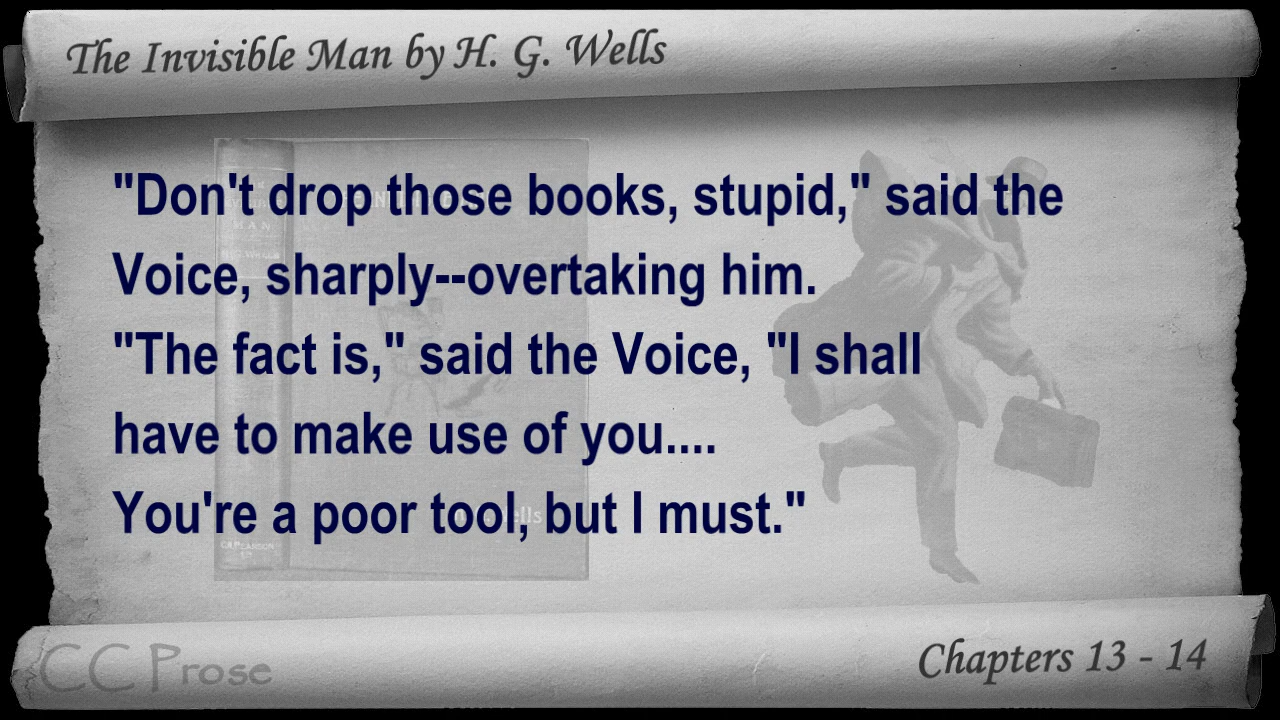 The Invisible Man by H. G. Wells
"Don't drop those books, stupid," said the
Voice, sharply--overtaking him.
"The fact is," said the Voice, "I shall
have to make use of you....
You're a poor tool, but I must."
CC Prose
Chapters 13 - 14